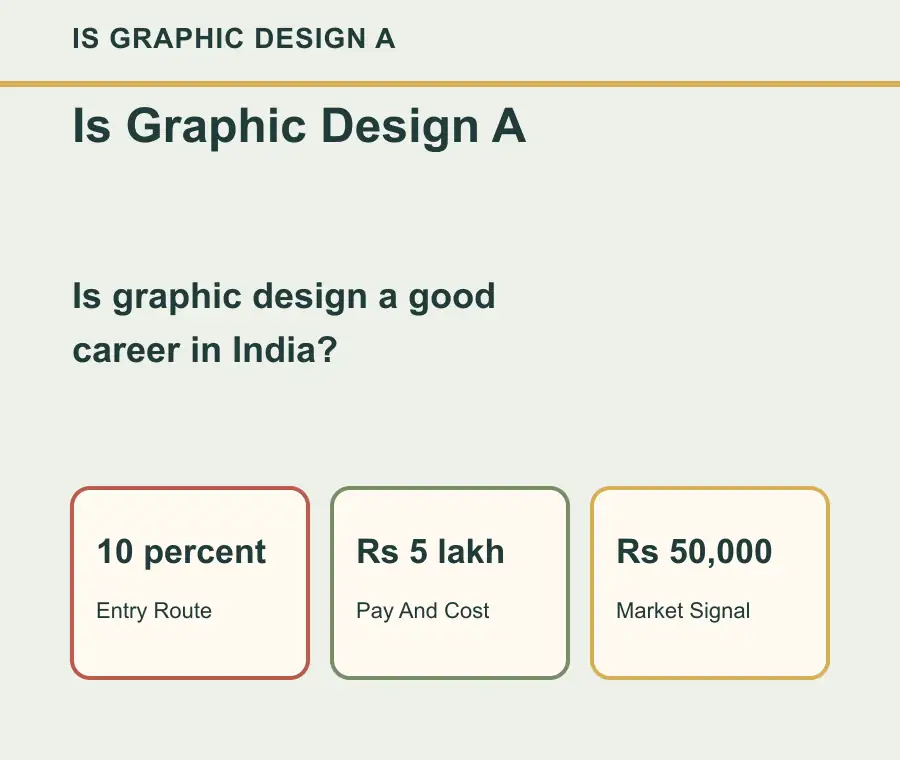 IS GRAPHIC DESIGN A
Is Graphic Design A
Is graphic design a good
career in India?
10 percent
Entry Route
Rs 5 lakh
Pay And Cost
Rs 50,000
Market Signal